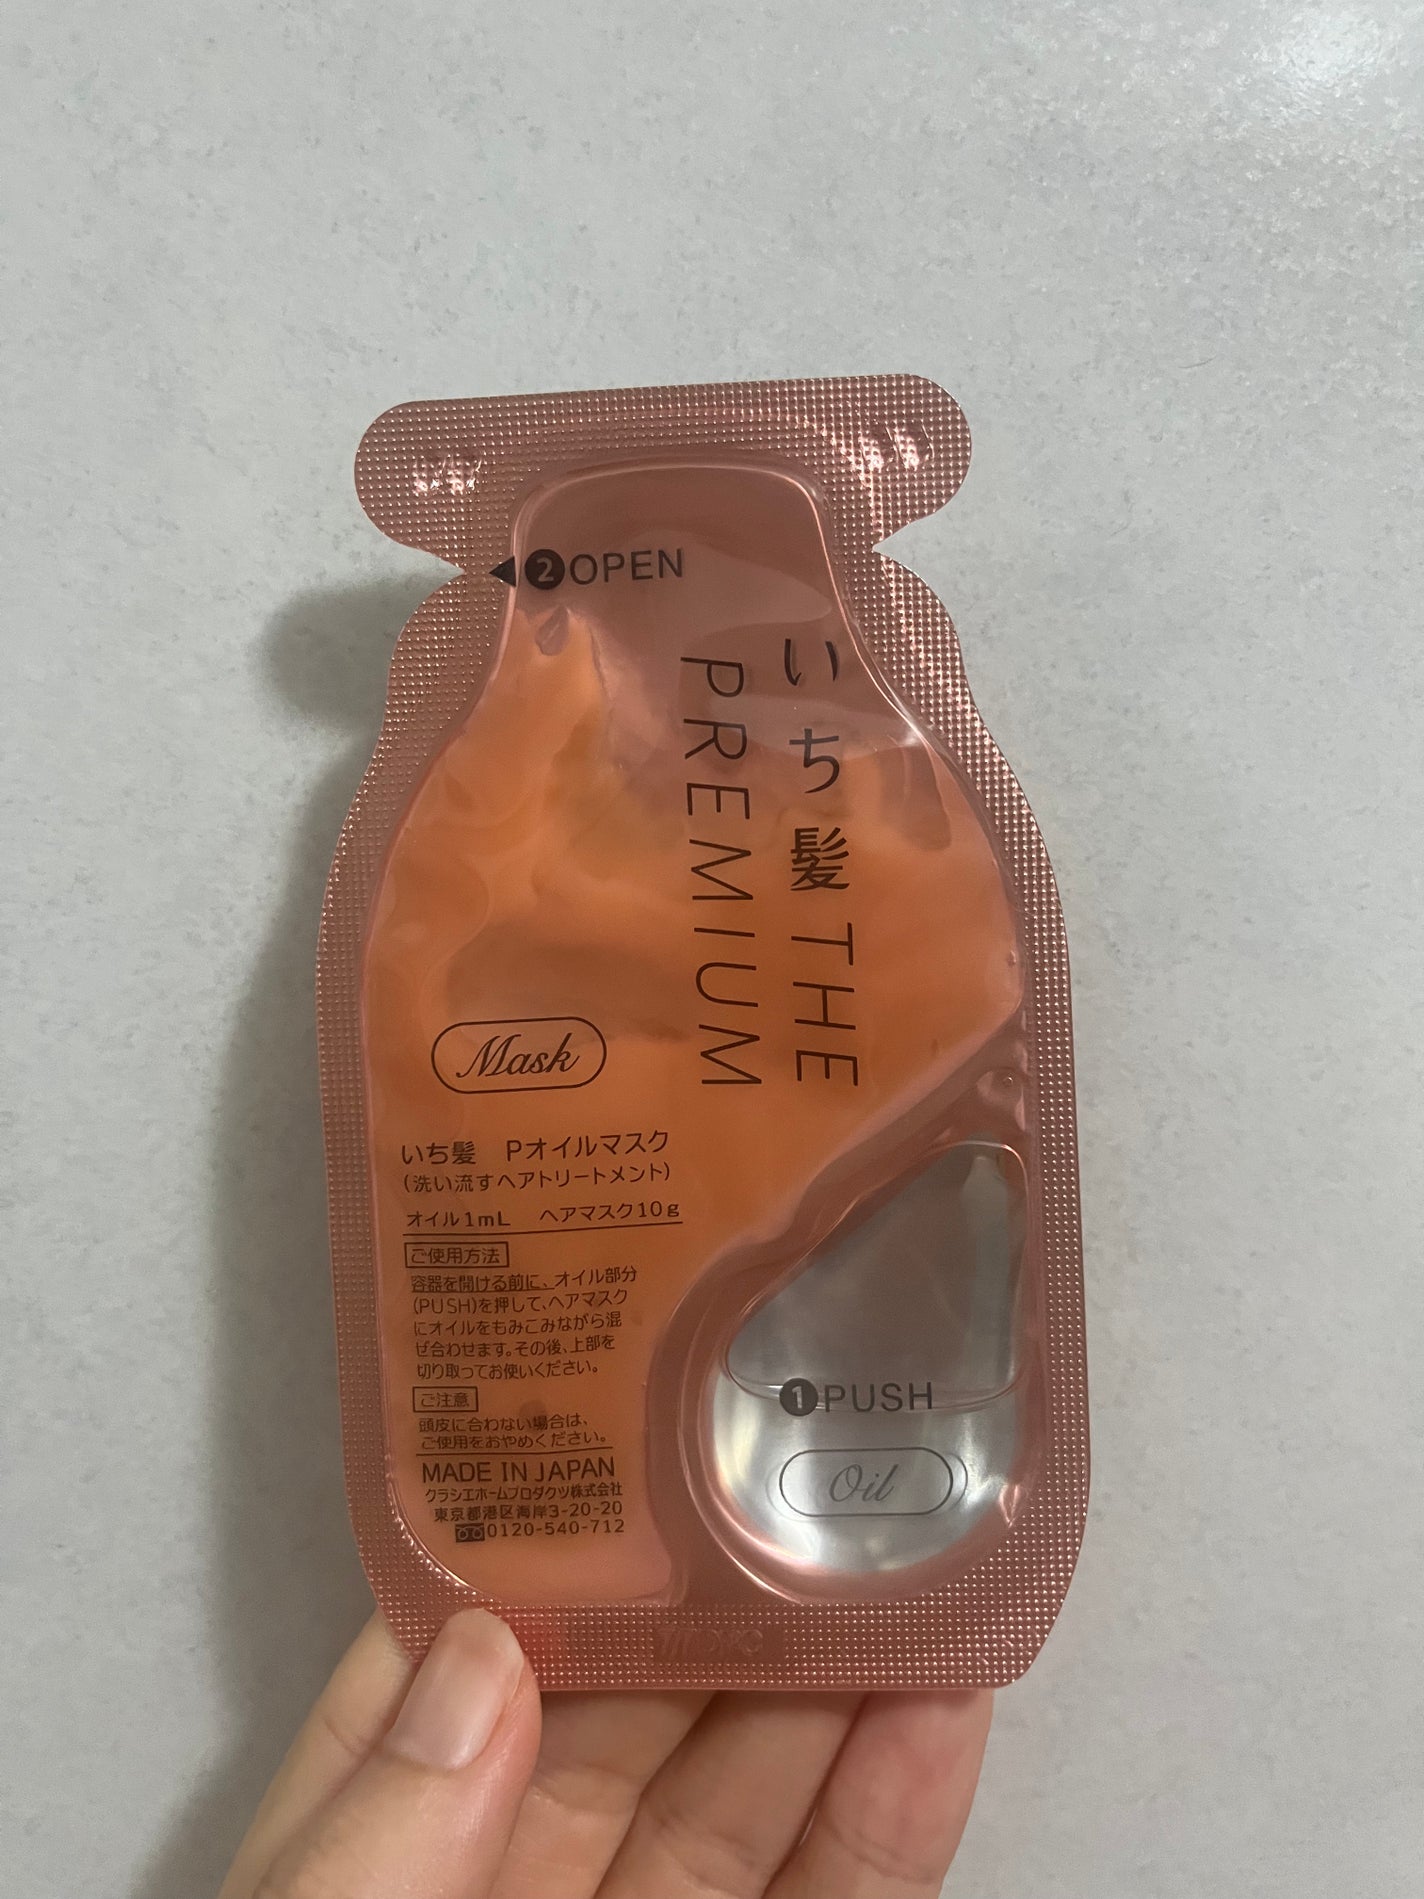 ②OPEN
いち髪 THE
PREMIUM
Mask
いち髪 Pオイルマスク
(洗い流すヘアトリートメント)
オイル1mL ヘアマスク10g
ご使用方法
容器を開ける前に、オイル部分
(PUSH)を押して、ヘアマスク
にオイルをもみこみながら混
ぜ合わせます。その後、上部を
切り取ってお使いください。
ご注意
頭皮に合わない場合は、
ご使用をおやめください。
MADE IN JAPAN
クラシエホームプロダクツ株式会社
東京都港区海岸3-20-20
0120-540-712
①PUSH
Oil